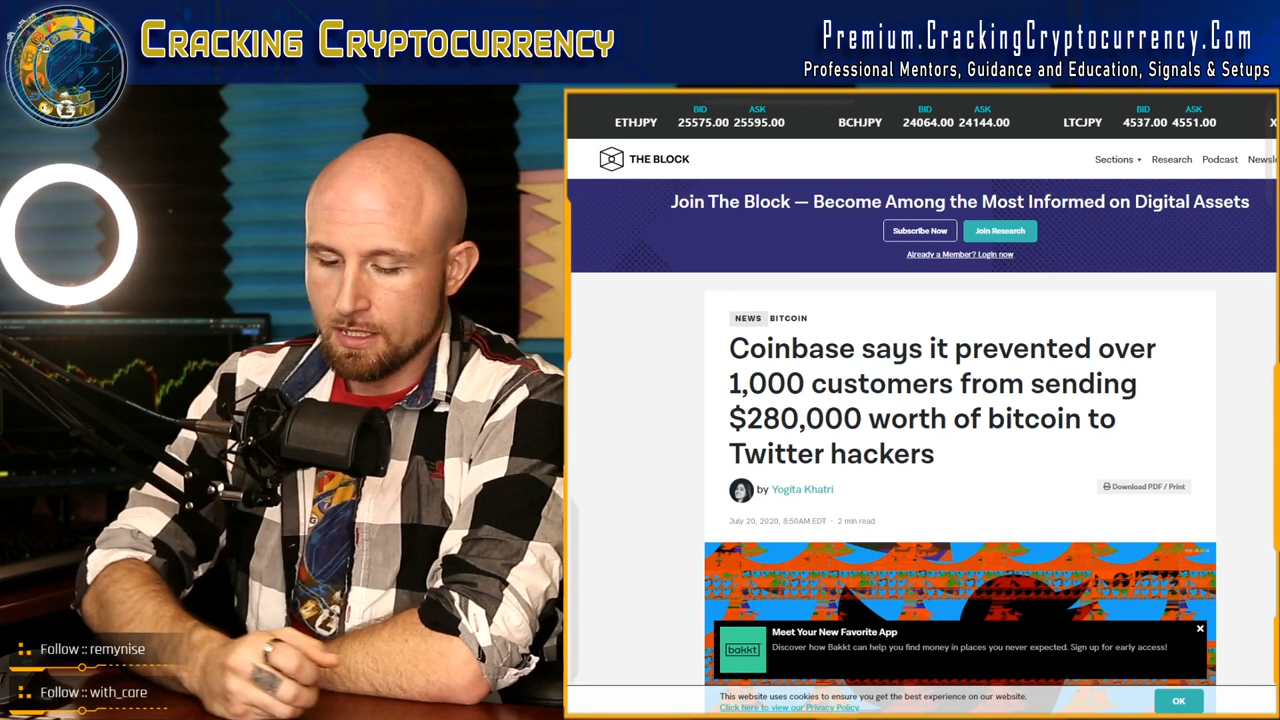 CRACKING CRYPTOCURRENCY
Premium.CrackingCryptocurrency.Com
Professional Mentors, Guidance and Education, Signals & Setups
BID ASK BID ASK BID ASK
ETHJPY 25575.00 25595.00 BCHJPY 24064.00 24144.00 LTCJPY 4537.00 4551.00 X
THE BLOCK
Sections Research Podcast Newsle
Join The Block — Become Among the Most Informed on Digital Assets
Subscribe Now Join Research
Already a Member? Login now
NEWS BITCOIN
Coinbase says it prevented over
1,000 customers from sending
$280,000 worth of bitcoin to
Twitter hackers
by Yogita Khatri
Download PDF / Print
July 20, 2020, 8:50AM EDT · 2 min read
Meet Your New Favorite App
bakkt
Discover how Bakkt can help you find money in places you never expected. Sign up for early access!
This website uses cookies to ensure you get the best experience on our website.
Click here to view our Privacy Policy.
OK
Follow :: remynise
Follow :: with_care